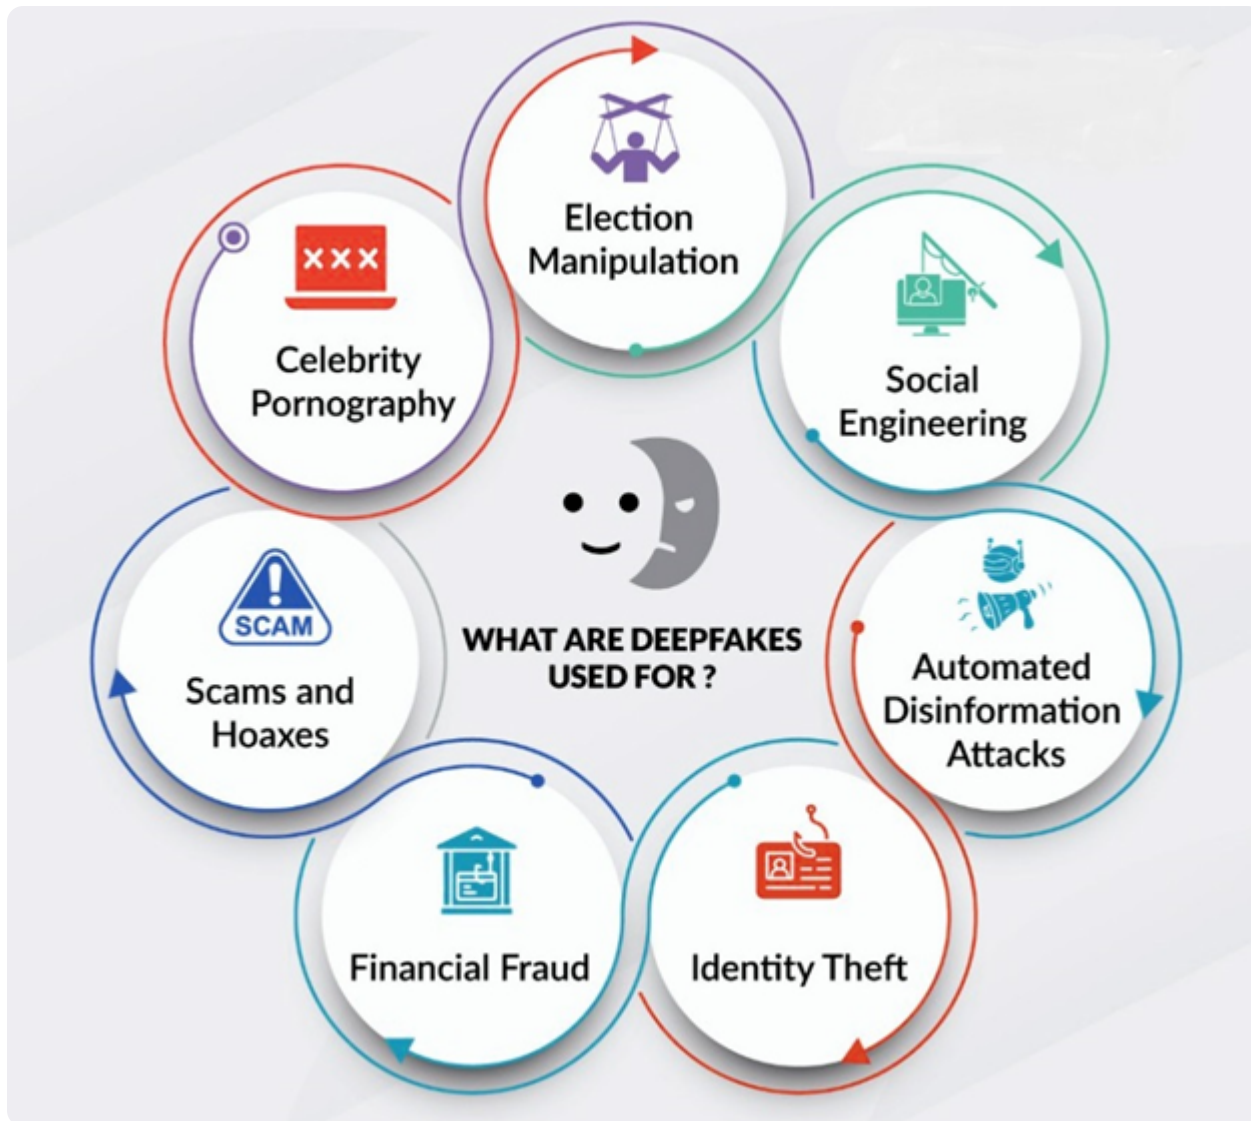 Election
Manipulation
Social
Engineering
Automated
Disinformation
Attacks
Identity Theft
Financial Fraud
SCAM
Scams and
Hoaxes
XXX
Celebrity
Pornography
WHAT ARE DEEPFAKES
USED FOR ?